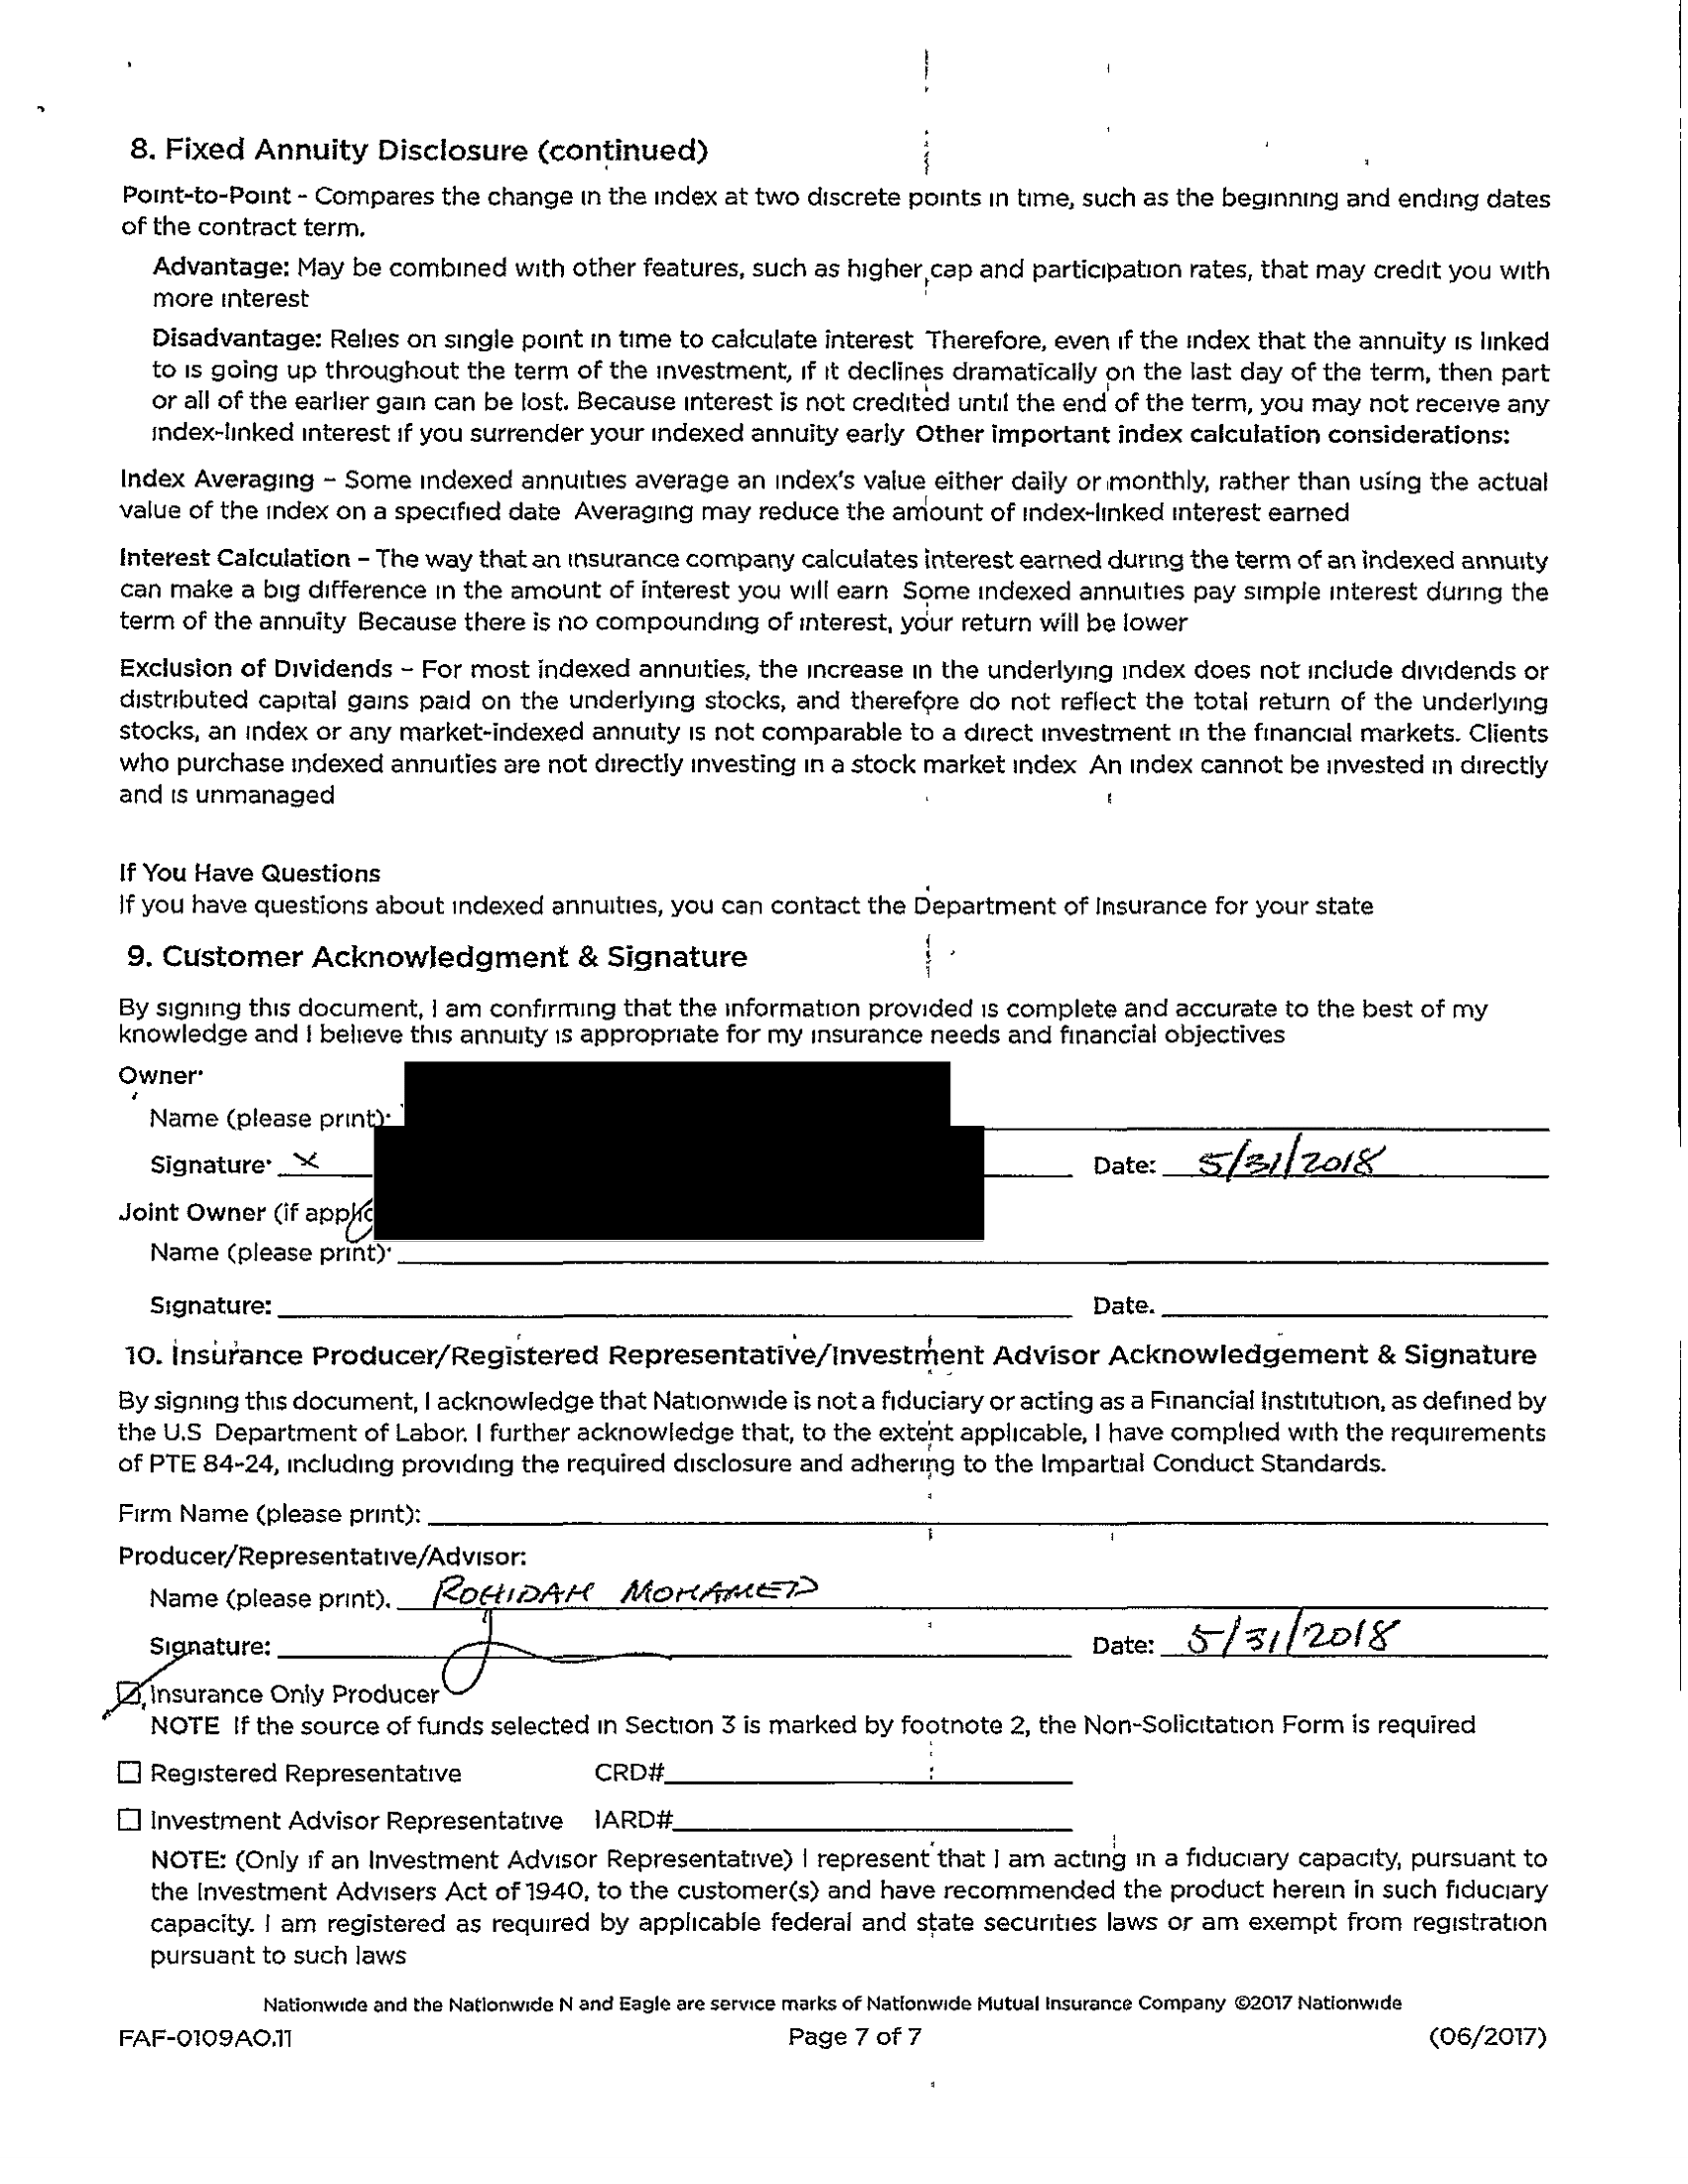 8. Fixed Annuity Disclosure (continued)
Point-to-Point - Compares the change in the index at two discrete points in time, such as the beginning and ending dates
of the contract term.
Advantage: May be combined with other features, such as higher cap and participation rates, that may credit you with
more interest
Disadvantage: Relies on single point in time to calculate interest Therefore, even if the index that the annuity is linked
to is going up throughout the term of the investment, if it declines dramatically on the last day of the term, then part
or all of the earlier gain can be lost. Because interest is not credited until the end of the term, you may not receive any
index-linked interest if you surrender your indexed annuity early Other important index calculation considerations:
Index Averaging – Some indexed annuities average an index's value either daily or monthly, rather than using the actual
value of the index on a specified date Averaging may reduce the amount of index-linked interest earned
Interest Calculation – The way that an insurance company calculates interest earned during the term of an indexed annuity
can make a big difference in the amount of interest you will earn Some indexed annuities pay simple interest during the
term of the annuity Because there is no compounding of interest, your return will be lower
Exclusion of Dividends – For most indexed annuities, the increase in the underlying index does not include dividends or
distributed capital gains paid on the underlying stocks, and therefore do not reflect the total return of the underlying
stocks, an index or any market-indexed annuity is not comparable to a direct investment in the financial markets. Clients
who purchase indexed annuities are not directly investing in a stock market index An index cannot be invested in directly
and is unmanaged
If You Have Questions
If you have questions about indexed annuities, you can contact the Department of Insurance for your state
9. Customer Acknowledgment & Signature
By signing this document, I am confirming that the information provided is complete and accurate to the best of my
knowledge and I believe this annuity is appropriate for my insurance needs and financial objectives
Owner:
Name (please print):
Signature: X Date: 5/31/2018
Joint Owner (if
Name (please print):
Signature: Date.
10. Insurance Producer/Registered Representative/Investment Advisor Acknowledgement & Signature
By signing this document, I acknowledge that Nationwide is not a fiduciary or acting as a Financial Institution, as defined by
the U.S Department of Labor. I further acknowledge that, to the extent applicable, I have complied with the requirements
of PTE 84-24, including providing the required disclosure and adhering to the Impartial Conduct Standards.
Firm Name (please print):
Producer/Representative/Advisor:
Name (please print). ROHIDAH MOHAMED
Signature: Date: 5/31/2018
Insurance Only Producer
NOTE If the source of funds selected in Section 3 is marked by footnote 2, the Non-Solicitation Form is required
Registered Representative CRD#
Investment Advisor Representative IARD#
NOTE: (Only if an Investment Advisor Representative) I represent that I am acting in a fiduciary capacity, pursuant to
the Investment Advisers Act of 1940, to the customer(s) and have recommended the product herein in such fiduciary
capacity. I am registered as required by applicable federal and state securities laws or am exempt from registration
pursuant to such laws
Nationwide and the Nationwide N and Eagle are service marks of Nationwide Mutual Insurance Company ©2017 Nationwide
FAF-0109AO.11 Page 7 of 7 (06/2017)